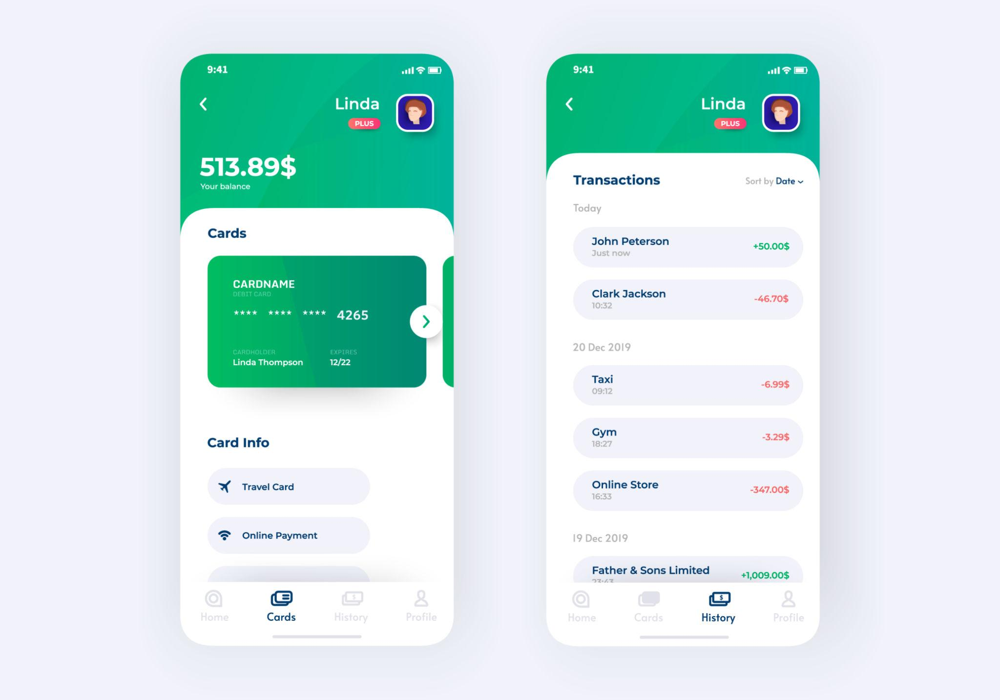 9:41
Linda
PLUS
513.89$
Your balance
Cards
CARDNAME
DEBIT CARD
**** **** **** 4265
CARDHOLDER EXPIRES
Linda Thompson 12/22
Card Info
Travel Card
Online Payment
Home Cards History Profile
9:41
Linda
PLUS
Transactions Sort by Date
Today
John Peterson +50.00$
Just now
Clark Jackson -46.70$
10:32
20 Dec 2019
Taxi -6.99$
09:12
Gym -3.29$
18:27
Online Store -347.00$
16:33
19 Dec 2019
Father & Sons Limited +1,009.00$
23:43
$
$
Home Cards History Profile